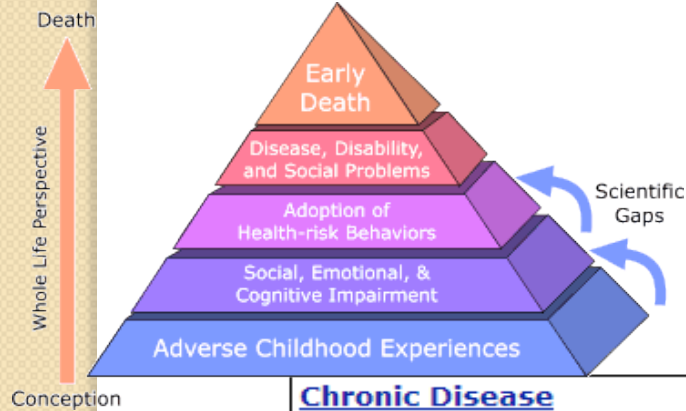 Death
Early
Death
Disease, Disability,
and Social Problems
Scientific
Gaps
Adoption of
Health-risk Behaviors
Whole Life Perspective
Social, Emotional, &
Cognitive Impairment
Adverse Childhood Experiences
Conception
Chronic Disease